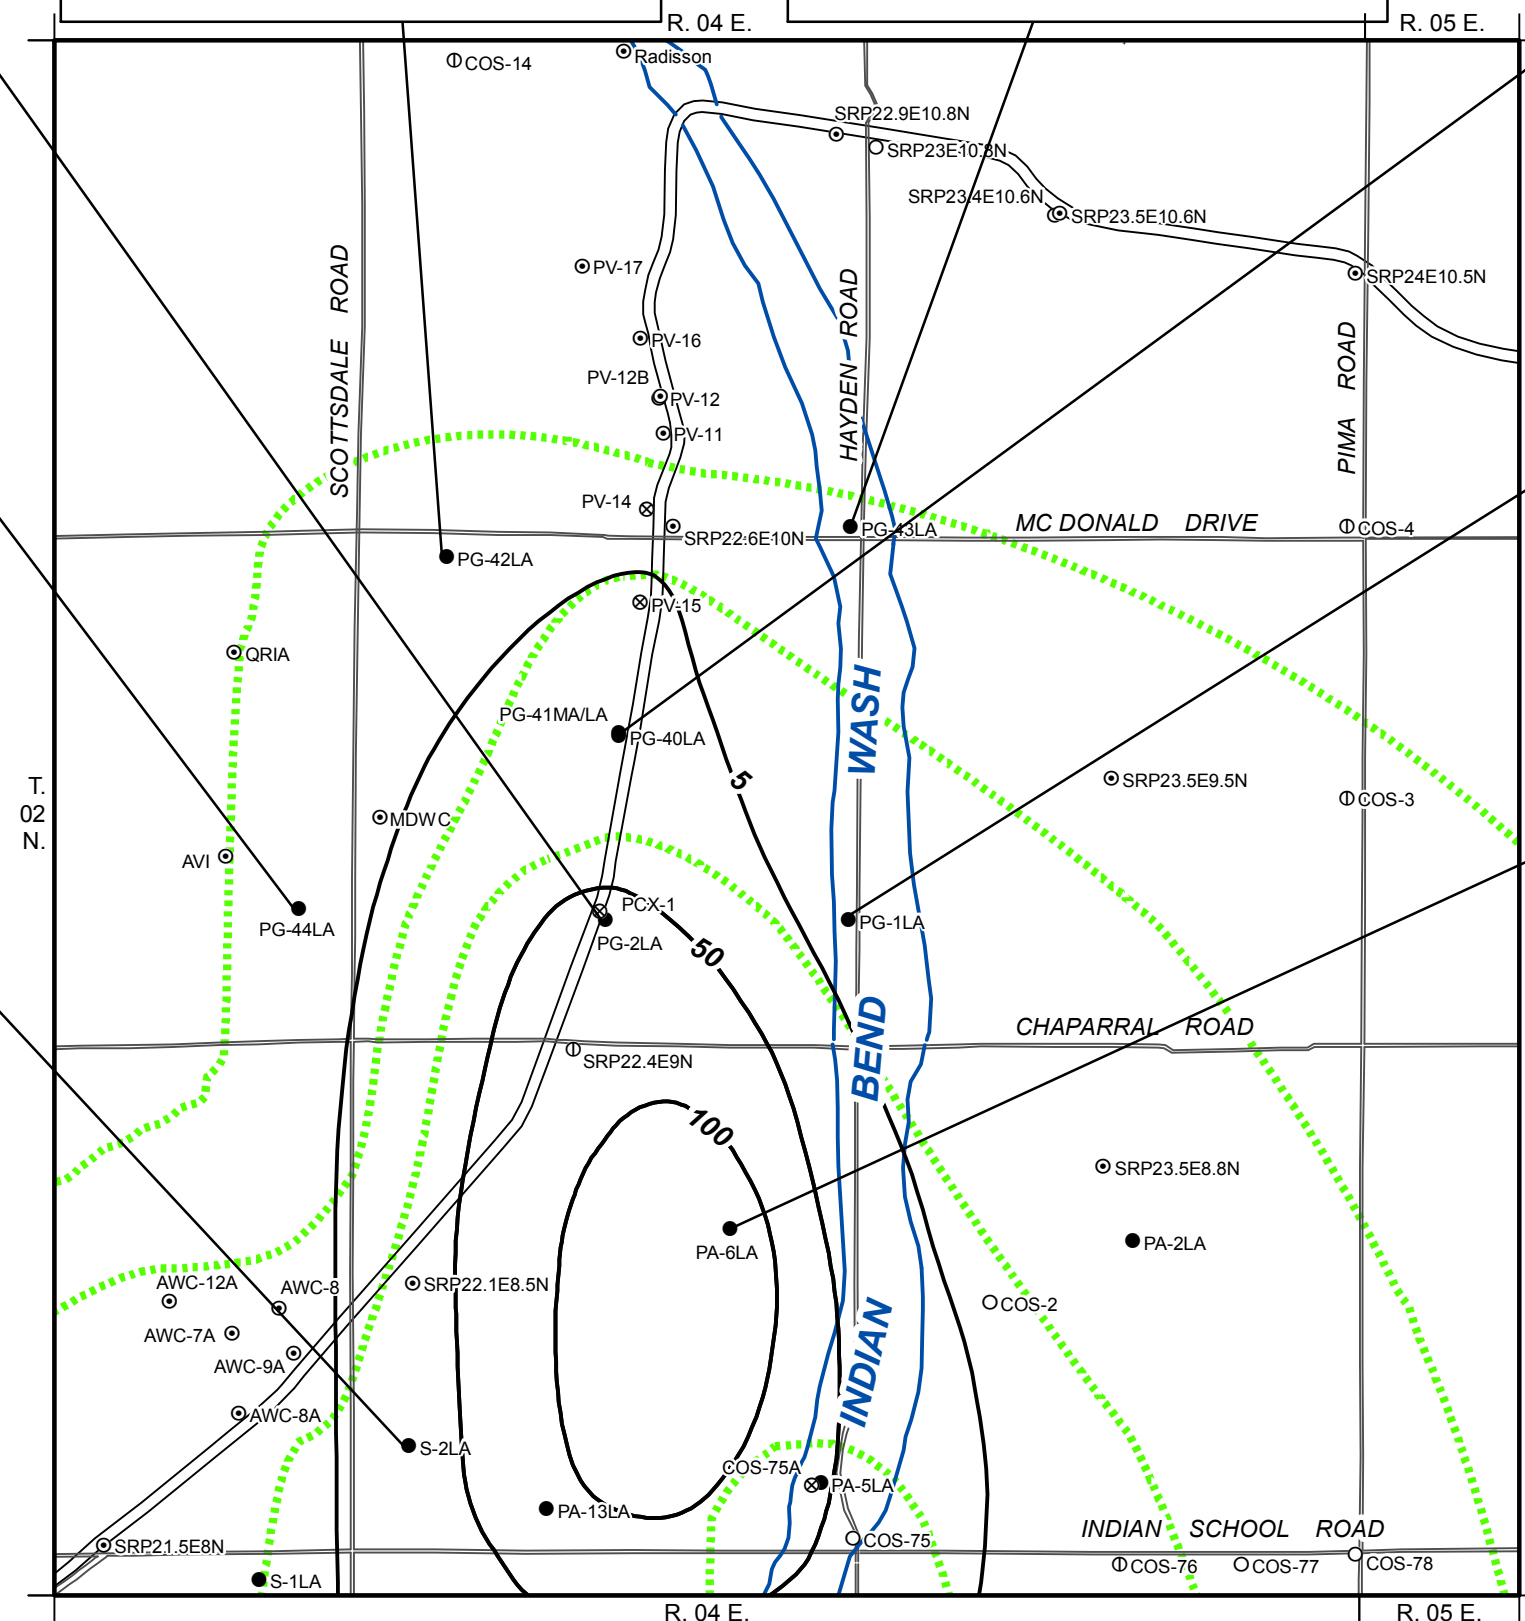 R. 04 E.
R. 05 E.
COS-14
Radisson
SRP22.9E10.8N
SRP23E10.8N
SRP23.4E10.6N
SRP23.5E10.6N
PV-17
SRP24E10.5N
SCOTTSDALE ROAD
HAYDEN ROAD
PIMA ROAD
PV-16
PV-12B
PV-12
PV-11
PV-14
SRP22.6E10N
PG-43LA
MC DONALD DRIVE
COS-4
PG-42LA
PV-15
QRIA
PG-41MA/LA
PG-40LA
5
SRP23.5E9.5N
COS-3
T.
02
N.
MDWC
AVI
PG-44LA
PCX-1
PG-2LA
50
PG-1LA
INDIAN BEND WASH
CHAPARRAL ROAD
SRP22.4E9N
100
SRP23.5E8.8N
PA-6LA
PA-2LA
AWC-12A
AWC-8
SRP22.1E8.5N
COS-2
AWC-7A
AWC-9A
AWC-8A
S-2LA
COS-75A
PA-5LA
PA-13LA
COS-75
INDIAN SCHOOL ROAD
SRP21.5E8N
COS-76
COS-77
COS-78
S-1LA
R. 04 E.
R. 05 E.